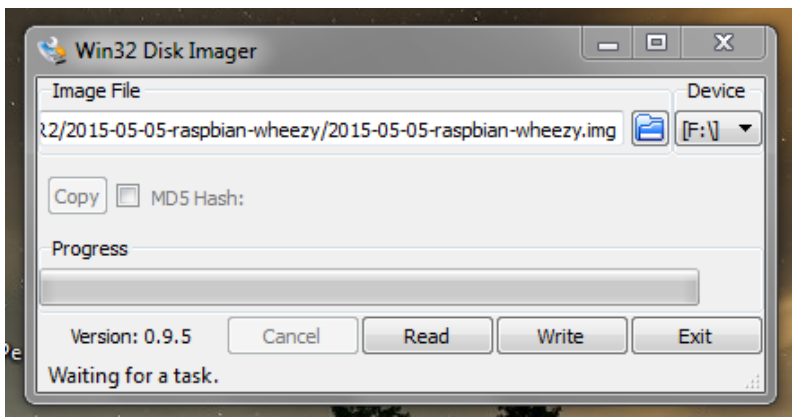 Win32 Disk Imager
Image File
Device
R2/2015-05-05-raspbian-wheezy/2015-05-05-raspbian-wheezy.img
[F:\]
Copy
MD5 Hash:
Progress
Version: 0.9.5
Cancel
Read
Write
Exit
Waiting for a task.